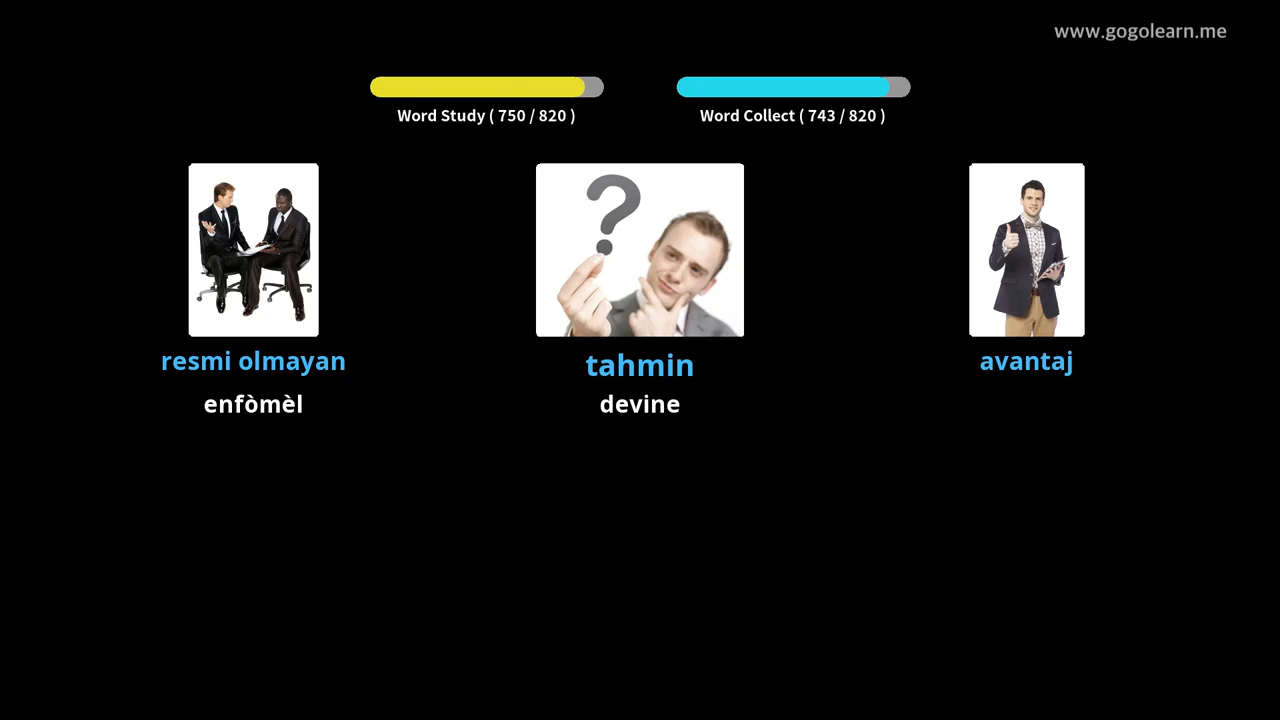 www.gogolearn.me
Word Study ( 750 / 820 )
Word Collect ( 743 / 820 )
resmi olmayan
tahmin
avantaj
enfòmèl
devine